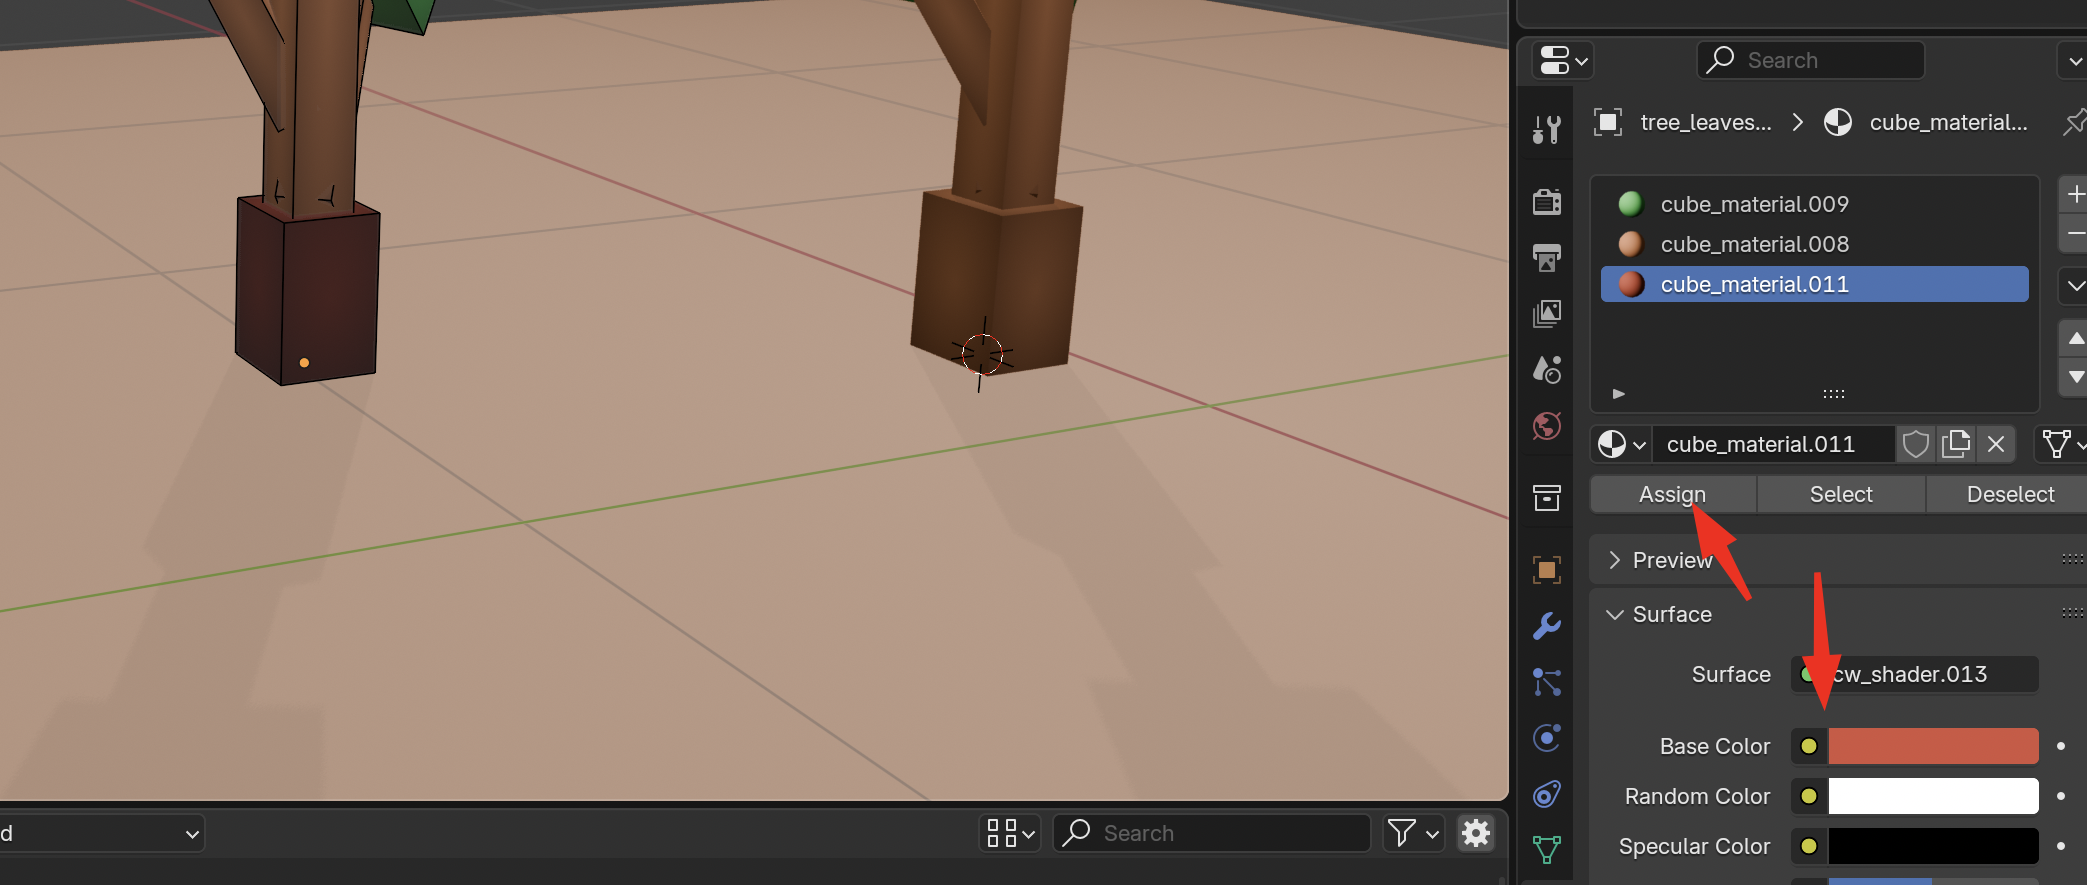 Search
tree_leaves...
cube_material...
cube_material.009
cube_material.008
cube_material.011
cube_material.011
Assign
Select
Deselect
Preview
Surface
Surface
cw_shader.013
Base Color
Random Color
Specular Color
d
Search